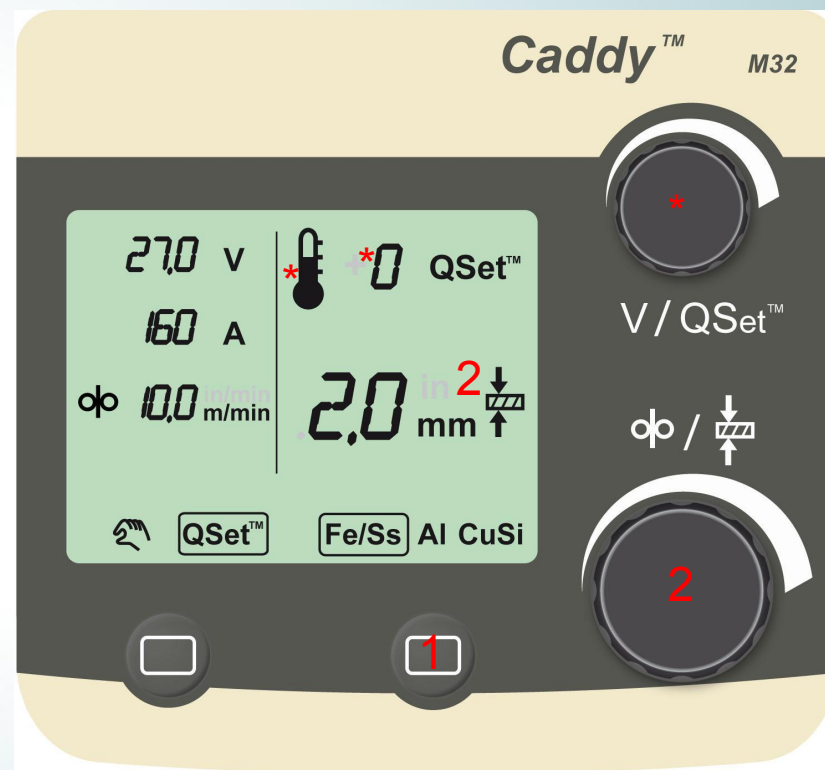 Caddy™ M32
27.0 V
*
+*0 QSet™
160 A
10.0 in/min
m/min
.2.0 in 2
mm
QSet™ Fe/Ss Al CuSi
*
V/QSet™
/
2
1